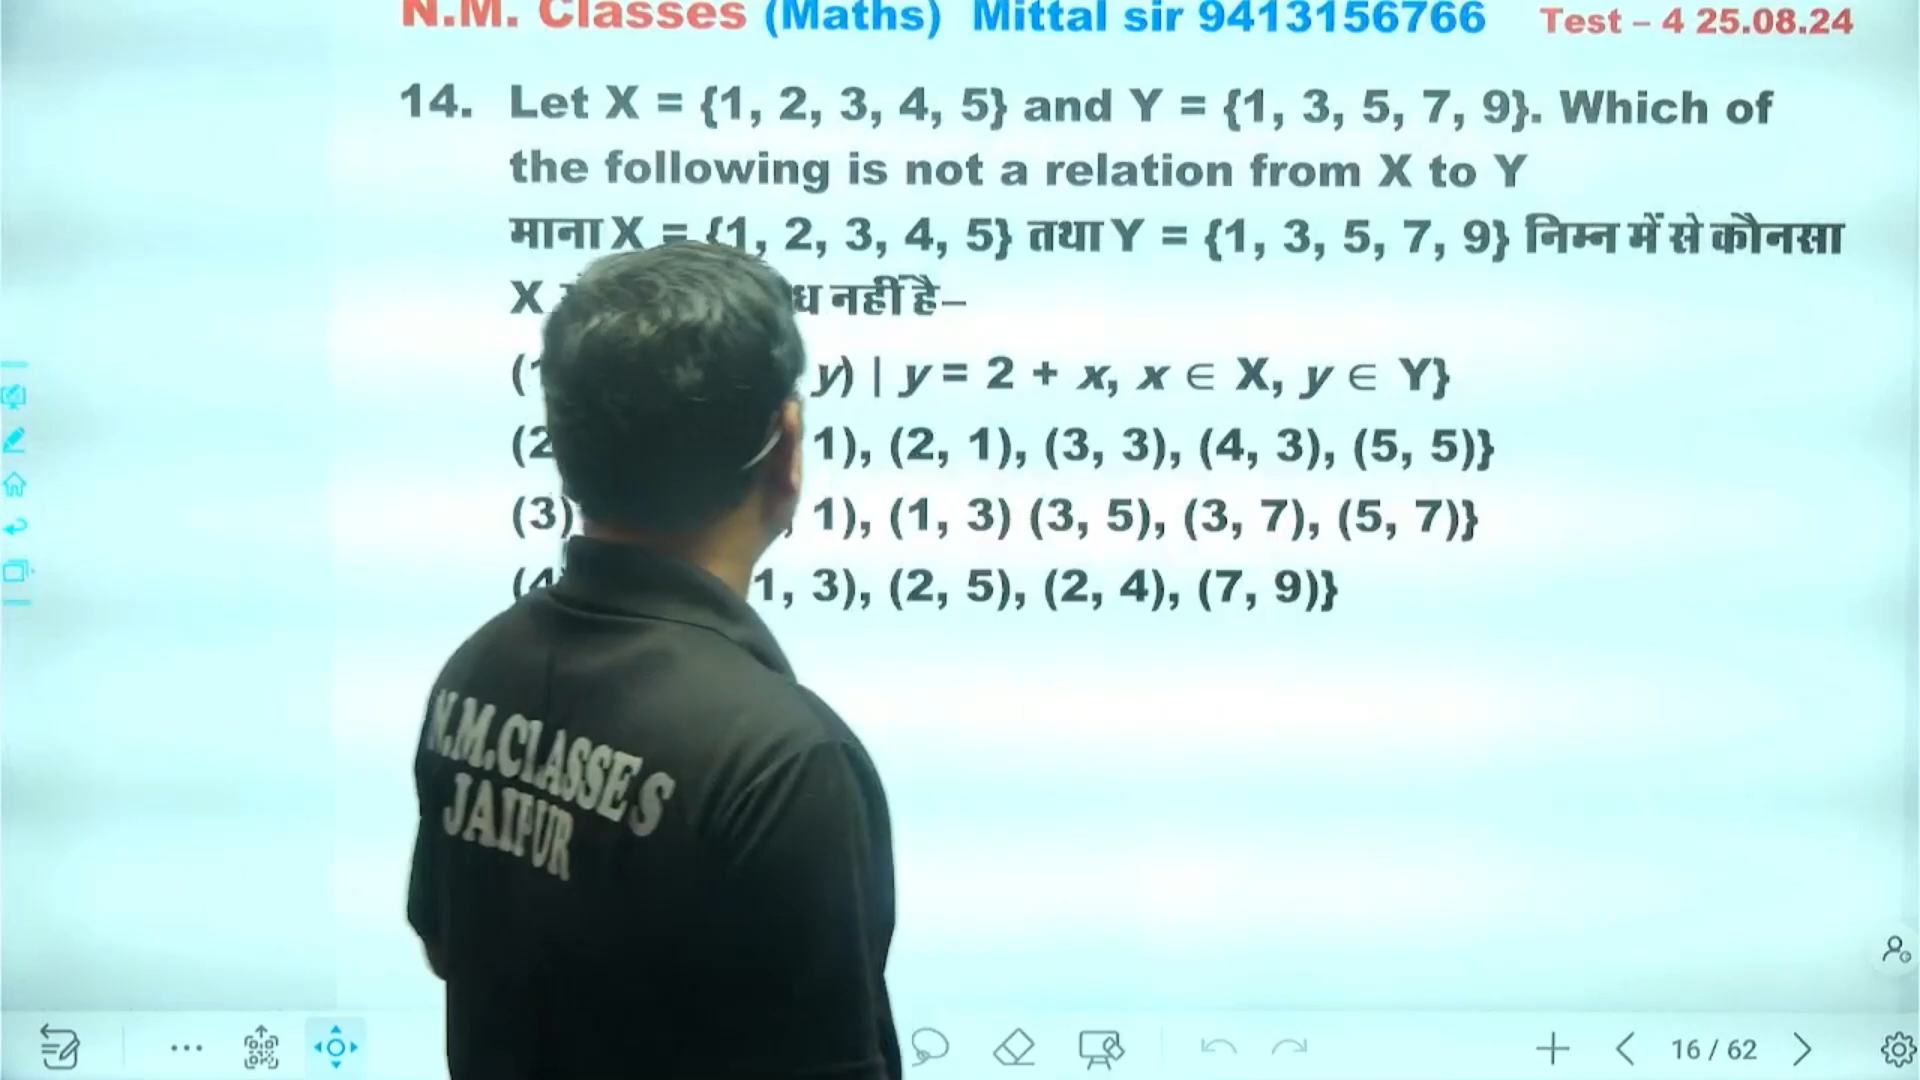 N.M. Classes (Maths) Mittal sir 9413156766 Test – 4 25.08.24
14. Let X = {1, 2, 3, 4, 5} and Y = {1, 3, 5, 7, 9}. Which of
the following is not a relation from X to Y
माना X = {1, 2, 3, 4, 5} तथा Y = {1, 3, 5, 7, 9} निम्न में से कौनसा
X नहीं है–
y) | y = 2 + x, x ∈ X, y ∈ Y}
(2 1), (2, 1), (3, 3), (4, 3), (5, 5)}
(3) , 1), (1, 3) (3, 5), (3, 7), (5, 7)}
(4 1, 3), (2, 5), (2, 4), (7, 9)}
N.M.CLASSES
JAIPUR
16 / 62